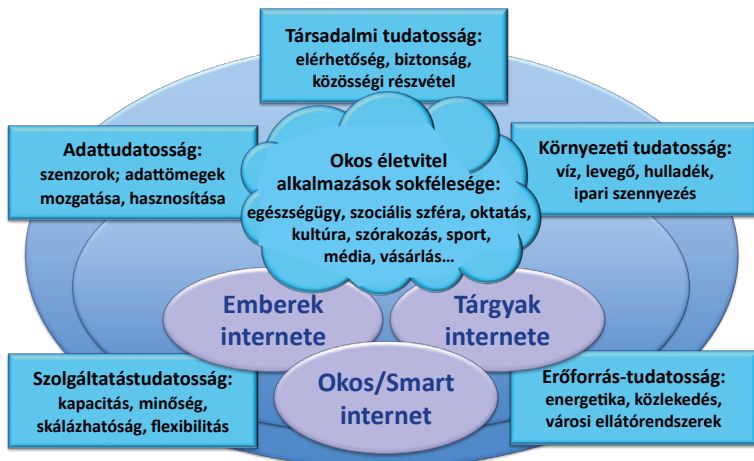 Társadalmi tudatosság:
elérhetőség, biztonság,
közösségi részvétel
Adattudatosság:
szenzorok; adattömegek
mozgatása, hasznosítása
Okos életvitel
alkalmazások sokfélesége:
egészségügy, szociális szféra, oktatás,
kultúra, szórakozás, sport,
média, vásárlás...
Környezeti tudatosság:
víz, levegő, hulladék,
ipari szennyezés
Emberek
internete
Tárgyak
internete
Szolgáltatástudatosság:
kapacitás, minőség,
skálázhatóság, flexibilitás
Okos/Smart
internet
Erőforrás-tudatosság:
energetika, közlekedés,
városi ellátórendszerek